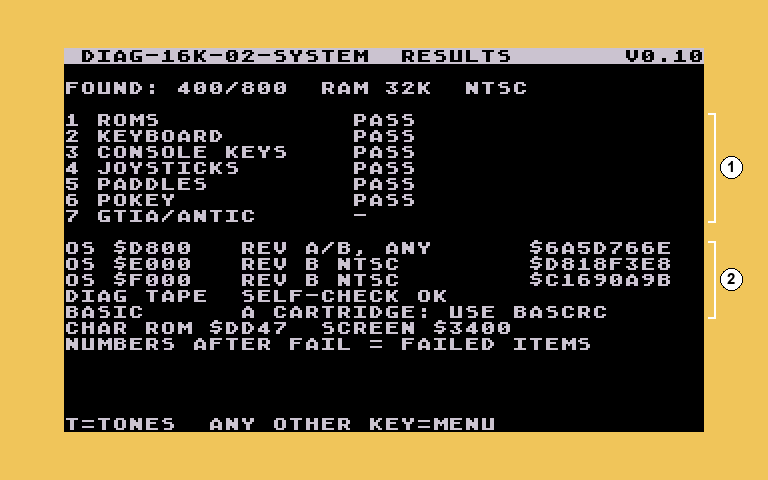 DIAG-16K-02-SYSTEM RESULTS V0.10
FOUND: 400/800 RAM 32K NTSC
1 ROMS PASS
2 KEYBOARD PASS
3 CONSOLE KEYS PASS
4 JOYSTICKS PASS
5 PADDLES PASS
6 POKEY PASS
7 GTIA/ANTIC -
1
OS $D800 REV A/B, ANY $6A5D766E
OS $E000 REV B NTSC $D818F3E8
OS $F000 REV B NTSC $C1690A9B
DIAG TAPE SELF-CHECK OK
BASIC A CARTRIDGE: USE BASCRC
2
CHAR ROM $DD47 SCREEN $3400
NUMBERS AFTER FAIL = FAILED ITEMS
T=TONES ANY OTHER KEY=MENU